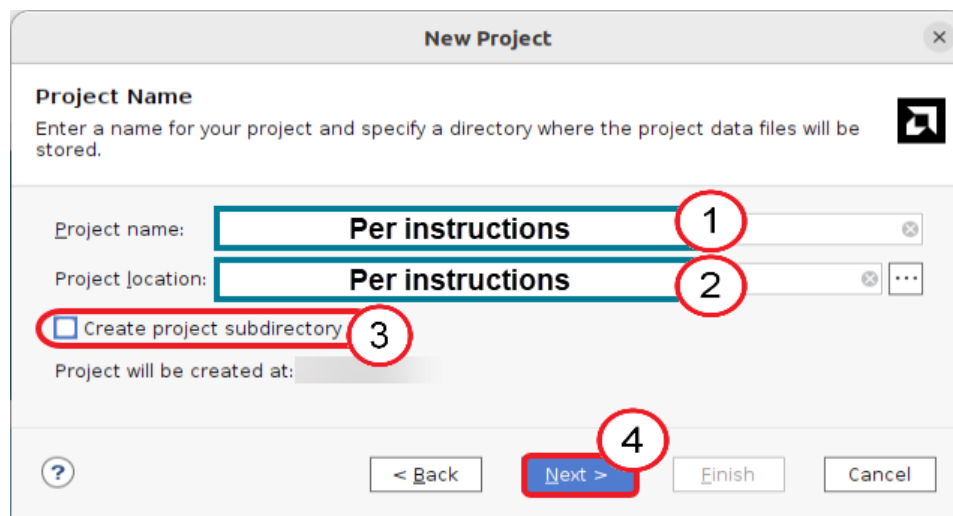 New Project
Project Name
Enter a name for your project and specify a directory where the project data files will be
stored.
Project name: Per instructions 1
Project location: Per instructions 2 ...
Create project subdirectory 3
Project will be created at:
4
? < Back Next > Finish Cancel